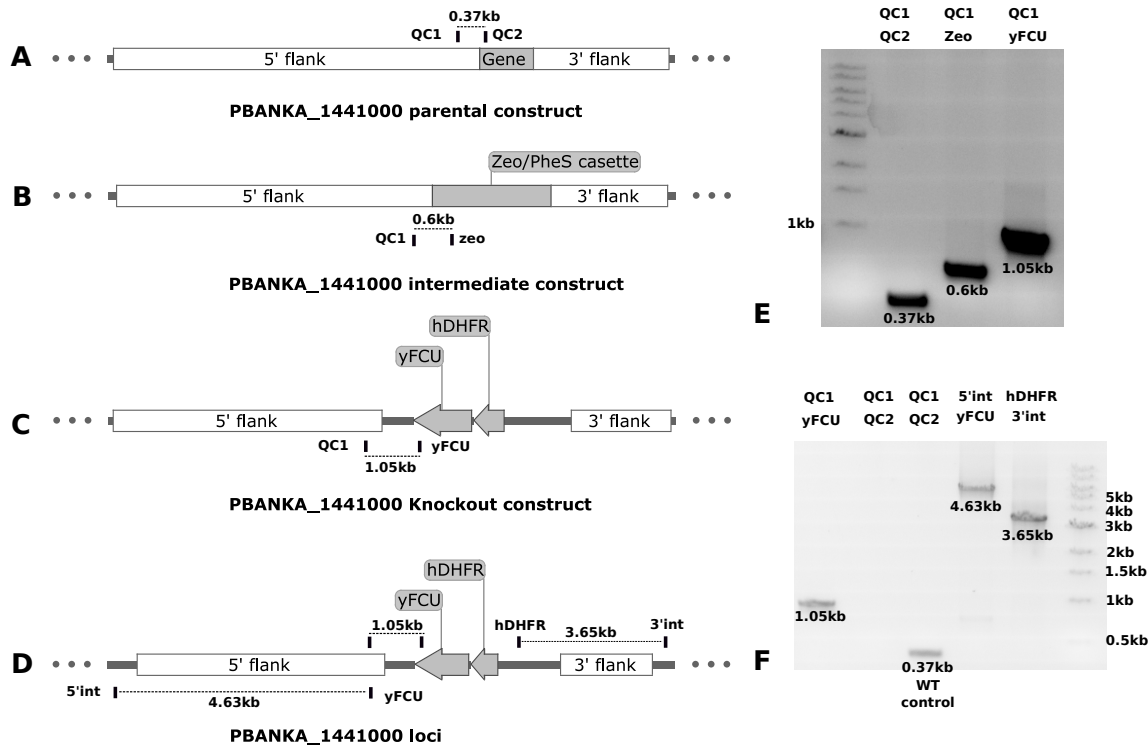 0.37kb
QC1 QC2
A
5' flank Gene 3' flank
PBANKA_1441000 parental construct
Zeo/PheS casette
B
5' flank 3' flank
0.6kb
QC1 zeo
PBANKA_1441000 intermediate construct
hDHFR
yFCU
C
5' flank 3' flank
QC1 yFCU
1.05kb
PBANKA_1441000 Knockout construct
hDHFR
yFCU
1.05kb hDHFR 3.65kb 3'int
D
5' flank 3' flank
5'int 4.63kb yFCU
PBANKA_1441000 loci
QC1 QC1 QC1
QC2 Zeo yFCU
1kb
1.05kb
0.6kb
0.37kb
E
QC1 QC1 QC1 5'int hDHFR
yFCU QC2 QC2 yFCU 3'int
5kb
4.63kb 4kb
3kb
3.65kb
2kb
1.5kb
1kb
1.05kb
0.5kb
F
0.37kb
WT
control